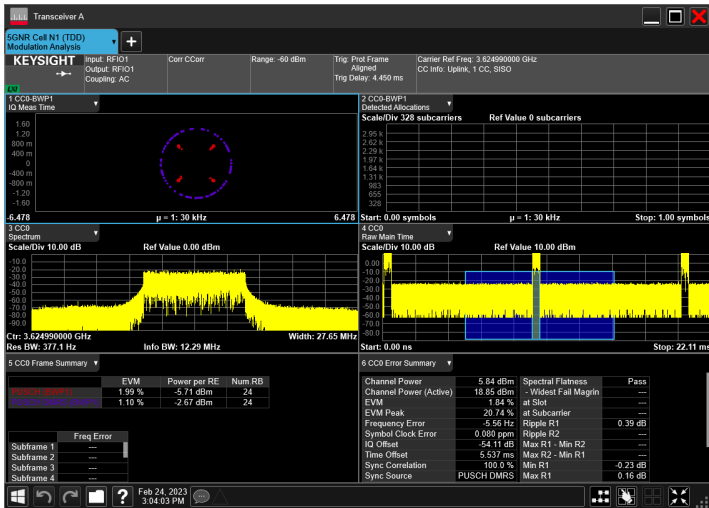 Transceiver A
5GNR Cell N1 (TDD)
Modulation Analysis
KEYSIGHT
LXI
Input: RFIO1
Output: RFIO1
Coupling: AC
Corr CCorr
Range: -60 dBm
Trig: Prot Frame
Aligned
Trig Delay: 4.450 ms
Carrier Ref Freq: 3.624990000 GHz
CC Info: Uplink, 1 CC, SISO
1 CC0-BWP1
IQ Meas Time
1.60
1.20
800 m
400 m
0
-400 m
-800 m
-1.20
-1.60
-6.478
µ = 1: 30 kHz
6.478
2 CC0-BWP1
Detected Allocations
Scale/Div 328 subcarriers
Ref Value 0 subcarriers
2.95 k
2.62 k
2.29 k
1.97 k
1.64 k
1.31 k
983
655
328
Start: 0.00 symbols
µ = 1: 30 kHz
Stop: 1.00 symbols
3 CC0
Spectrum
Scale/Div 10.00 dB
Ref Value 0.00 dBm
-10.0
-20.0
-30.0
-40.0
-50.0
-60.0
-70.0
-80.0
-90.0
Ctr: 3.624990000 GHz
Width: 27.65 MHz
Res BW: 377.1 Hz
Info BW: 12.29 MHz
4 CC0
Raw Main Time
Scale/Div 10.00 dB
Ref Value 10.00 dBm
0.00
-10.0
-20.0
-30.0
-40.0
-50.0
-60.0
-70.0
-80.0
Start: 0.00 ns
Stop: 22.11 ms
5 CC0 Frame Summary
EVM Power per RE Num.RB
PUSCH (BWP1) 1.99 % -5.71 dBm 24
1.10 % -2.67 dBm 24
Freq Error
Subframe 1 ---
Subframe 2 ---
Subframe 3 ---
Subframe 4 ---
6 CC0 Error Summary
Channel Power 5.84 dBm Spectral Flatness Pass
Channel Power (Active) 18.85 dBm - Widest Fail Magrin ---
EVM 1.84 % at Slot ---
EVM Peak 20.74 % at Subcarrier ---
Frequency Error -5.56 Hz Ripple R1 0.39 dB
Symbol Clock Error 0.080 ppm Ripple R2 ---
IQ Offset -54.11 dB Max R1 - Min R2 ---
Time Offset 5.537 ms Max R2 - Min R1 ---
Sync Correlation 100.0 % Min R1 -0.23 dB
Sync Source PUSCH DMRS Max R1 0.16 dB
?
Feb 24, 2023
3:04:03 PM